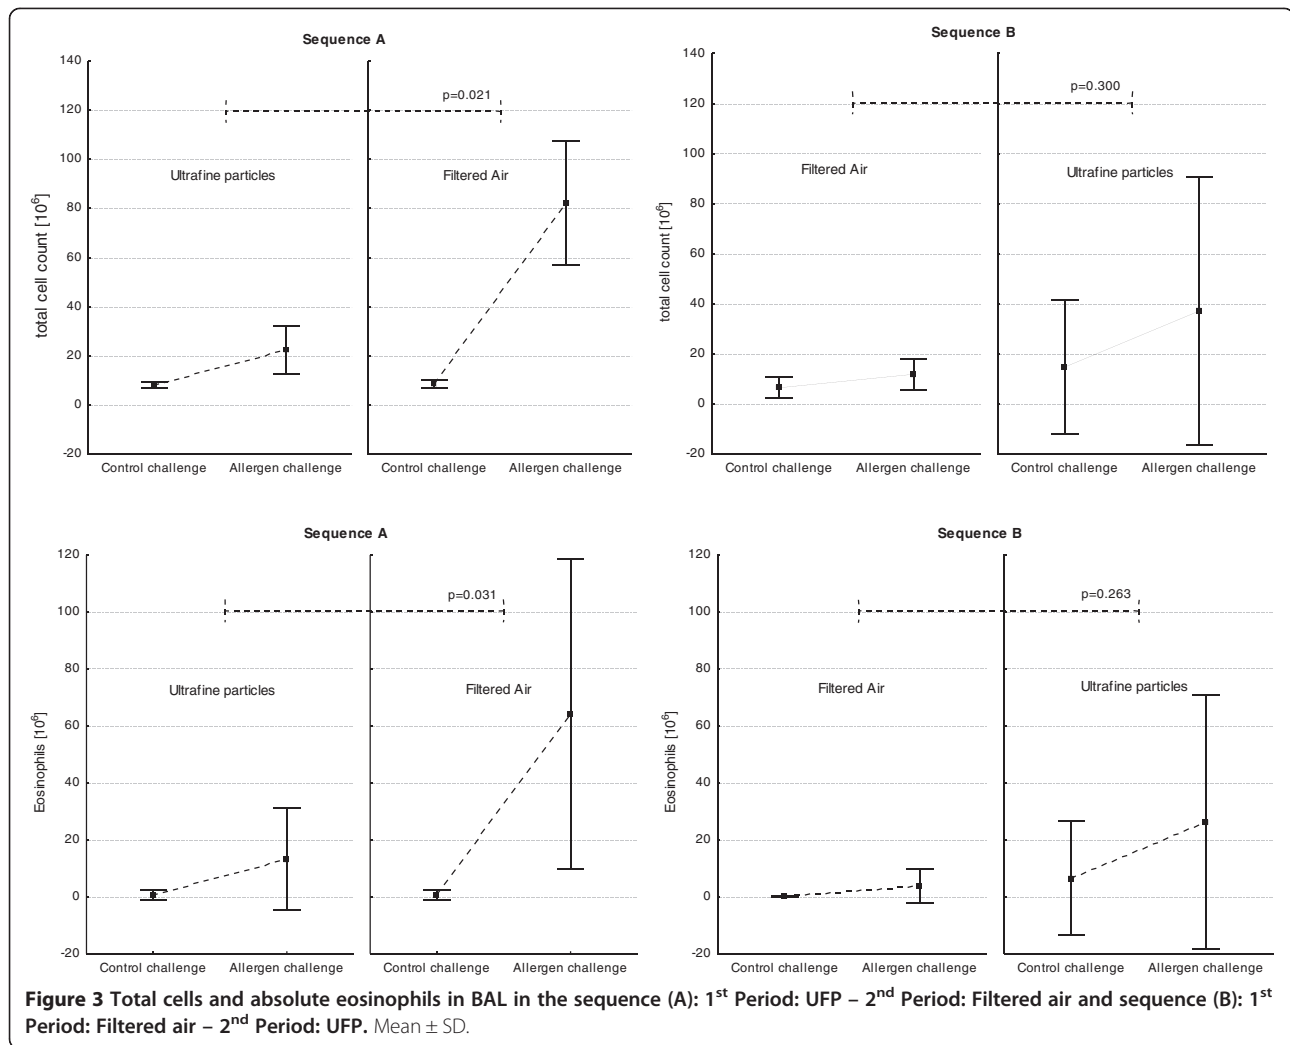 Sequence A
140
120
100
80
60
40
20
0
-20
total cell count [10⁶]
p=0.021
Ultrafine particles
Filtered Air
Control challenge
Allergen challenge
Control challenge
Allergen challenge
Sequence B
140
120
100
80
60
40
20
0
-20
total cell count [10⁶]
p=0.300
Filtered Air
Ultrafine particles
Control challenge
Allergen challenge
Control challenge
Allergen challenge
Sequence A
120
100
80
60
40
20
0
-20
Eosinophils [10⁶]
p=0.031
Ultrafine particles
Filtered Air
Control challenge
Allergen challenge
Control challenge
Allergen challenge
Sequence B
120
100
80
60
40
20
0
-20
Eosinophils [10⁶]
p=0.263
Filtered Air
Ultrafine particles
Control challenge
Allergen challenge
Control challenge
Allergen challenge
Figure 3 Total cells and absolute eosinophils in BAL in the sequence (A): 1st Period: UFP – 2nd Period: Filtered air and sequence (B): 1st
Period: Filtered air – 2nd Period: UFP. Mean ± SD.